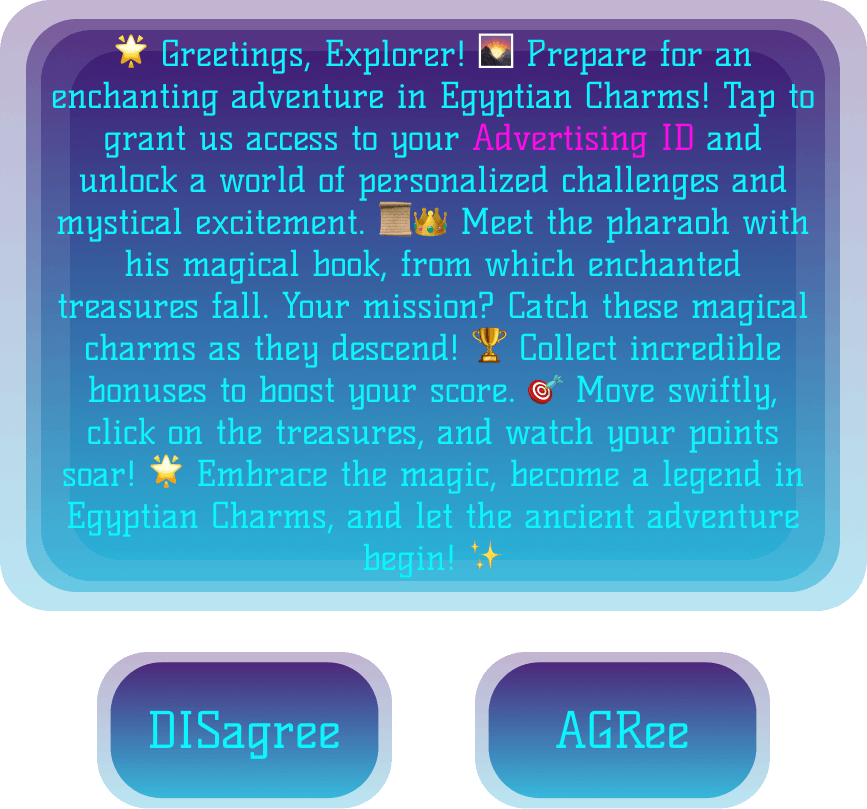 🌟 Greetings, Explorer! 🌄 Prepare for an
enchanting adventure in Egyptian Charms! Tap to
grant us access to your Advertising ID and
unlock a world of personalized challenges and
mystical excitement. 📜👑 Meet the pharaoh with
his magical book, from which enchanted
treasures fall. Your mission? Catch these magical
charms as they descend! 🏆 Collect incredible
bonuses to boost your score. 🎯 Move swiftly,
click on the treasures, and watch your points
soar! 🌟 Embrace the magic, become a legend in
Egyptian Charms, and let the ancient adventure
begin! ✨
DISagree
AGRee